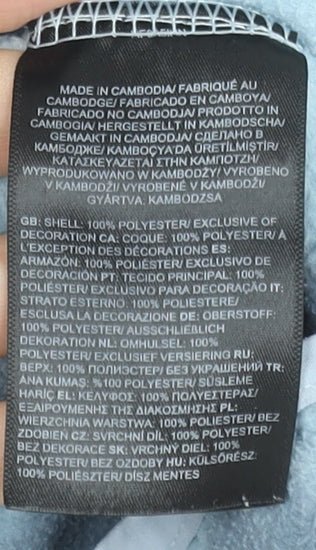 MADE IN CAMBODIA/ FABRIQUÉ AU
CAMBODGE/ FABRICADO EN CAMBOYA/
FABRICADO NO CAMBODJA/ PRODOTTO IN
CAMBOGIA/ HERGESTELLT IN KAMBODSCHA/
GEMAAKT IN CAMBODJA/ СДЕЛАНО В
КАМБОДЖЕ/ KAMBOÇYA'DA ÜRETİLMİŞTİR/
ΚΑΤΑΣΚΕΥΑΖΕΤΑΙ ΣΤΗΝ ΚΑΜΠΟΤΖΗ/
WYPRODUKOWANO W KAMBODŻY/ VYROBENO
V KAMBODŽI/ VYROBENÉ V KAMBODŽI/
GYÁRTVA. KAMBODZSA
GB: SHELL: 100% POLYESTER/ EXCLUSIVE OF
DECORATION CA: COQUE: 100% POLYESTER/ À
L'EXCEPTION DES DÉCORATIONS ES:
ARMAZÓN: 100% POLIÉSTER/ EXCLUSIVO DE
DECORACIÓN PT: TECIDO PRINCIPAL: 100%
POLIÉSTER/ EXCLUSIVO PARA DECORAÇÃO IT:
STRATO ESTERNO: 100% POLIESTERE/
ESCLUSA LA DECORAZIONE DE: OBERSTOFF:
100% POLYESTER/ AUSSCHLIEßLICH
DEKORATION NL: OMHULSEL: 100%
POLYESTER/ EXCLUSIEF VERSIERING RU:
ВЕРХ: 100% ПОЛИЭСТЕР/ БЕЗ УКРАШЕНИЙ TR:
ANA KUMAŞ: %100 POLYESTER/ SÜSLEME
HARİÇ EL: ΚΕΛΥΦΟΣ: 100% ΠΟΛΥΕΣΤΕΡΑΣ/
ΕΞΑΙΡΟΥΜΕΝΗΣ ΤΗΣ ΔΙΑΚΟΣΜΗΣΗΣ PL:
WIERZCHNIA WARSTWA: 100% POLIESTER/ BEZ
ZDOBIEŃ CZ: SVRCHNÍ DÍL: 100% POLYESTER/
BEZ DEKORACE SK: VRCHNÝ DIEL: 100%
POLYESTER/ BEZ OZDOBY HU: KÜLSŐRÉSZ:
100% POLIÉSZTER/ DÍSZ MENTES